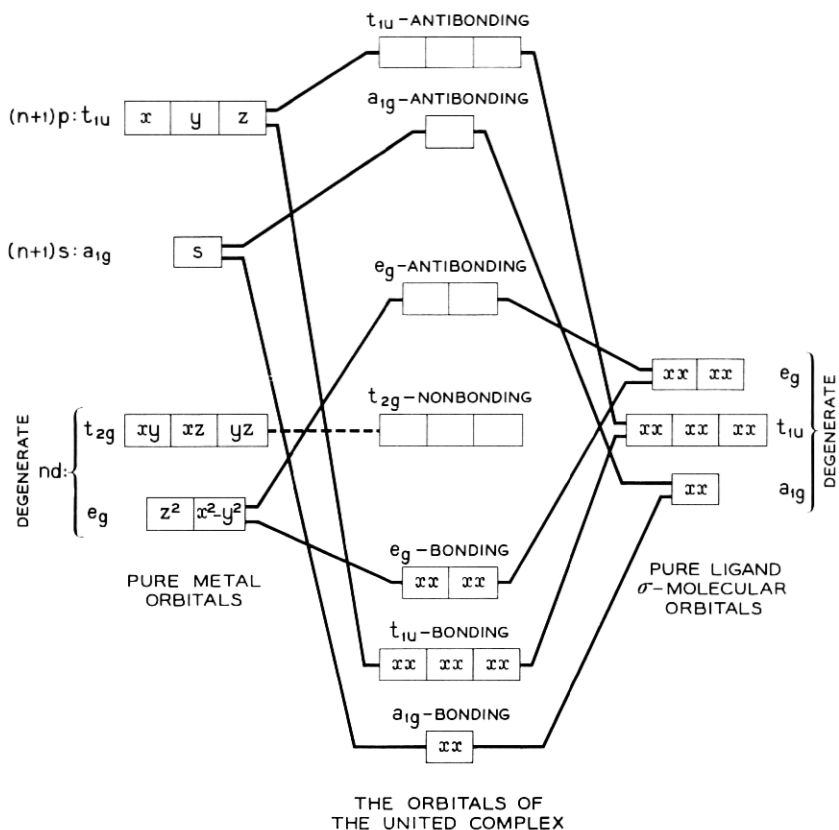 t1u-ANTIBONDING
(n+1)p: t1u
x y z
a1g-ANTIBONDING
(n+1)s: a1g
s
eg-ANTIBONDING
xx xx
eg
DEGENERATE
nd:
t2g
xy xz yz
t2g-NONBONDING
xx xx xx
t1u
DEGENERATE
eg
z² x²-y²
xx
a1g
eg-BONDING
xx xx
PURE METAL
ORBITALS
PURE LIGAND
σ-MOLECULAR
ORBITALS
t1u-BONDING
xx xx xx
a1g-BONDING
xx
THE ORBITALS OF
THE UNITED COMPLEX